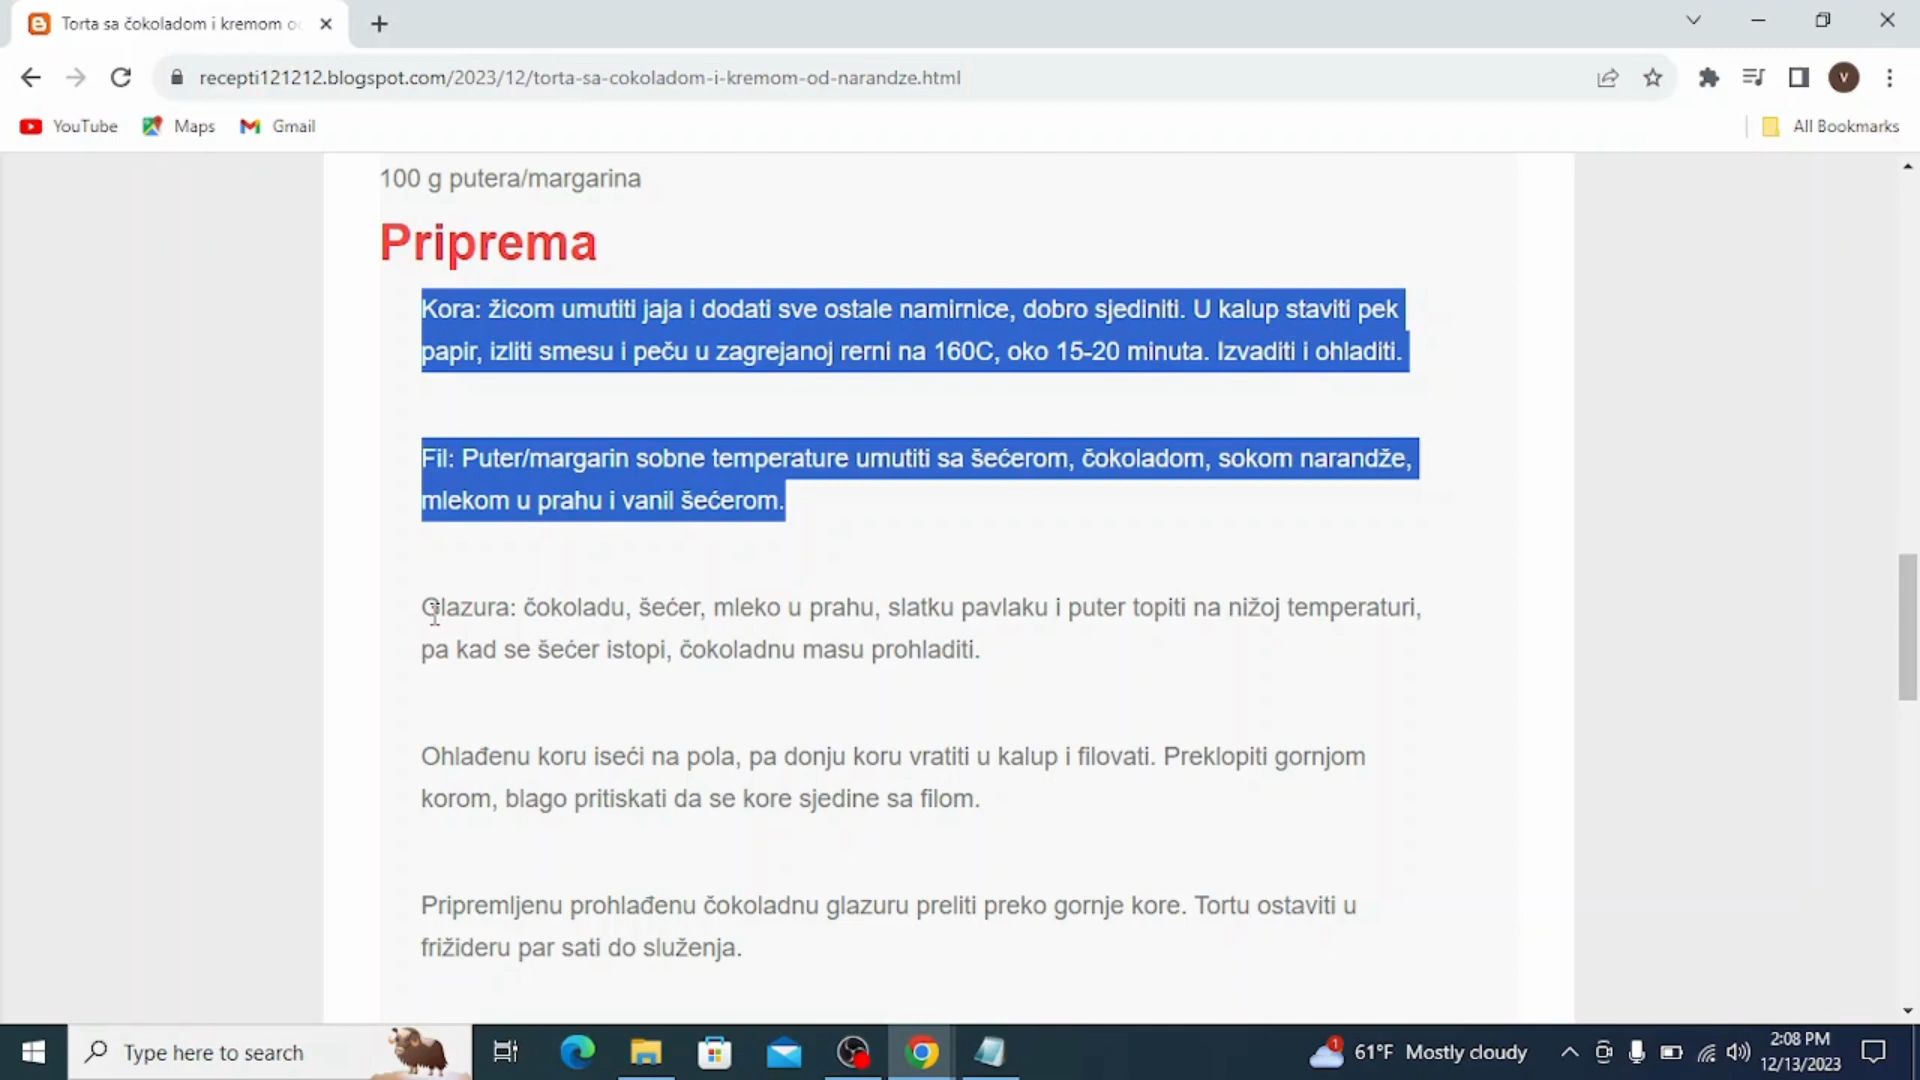 Torta sa čokoladom i kremom o
recepti121212.blogspot.com/2023/12/torta-sa-cokoladom-i-kremom-od-narandze.html
V
YouTube
Maps
Gmail
All Bookmarks
100 g putera/margarina
Priprema
Kora: žicom umutiti jaja i dodati sve ostale namirnice, dobro sjediniti. U kalup staviti pek
papir, izliti smesu i peču u zagrejanoj rerni na 160C, oko 15-20 minuta. Izvaditi i ohladiti.
Fil: Puter/margarin sobne temperature umutiti sa šećerom, čokoladom, sokom narandže,
mlekom u prahu i vanil šećerom.
Glazura: čokoladu, šećer, mleko u prahu, slatku pavlaku i puter topiti na nižoj temperaturi,
pa kad se šećer istopi, čokoladnu masu prohladiti.
Ohlađenu koru iseći na pola, pa donju koru vratiti u kalup i filovati. Preklopiti gornjom
korom, blago pritiskati da se kore sjedine sa filom.
Pripremljenu prohlađenu čokoladnu glazuru preliti preko gornje kore. Tortu ostaviti u
frižideru par sati do služenja.
Type here to search
1
61°F Mostly cloudy
2:08 PM
12/13/2023